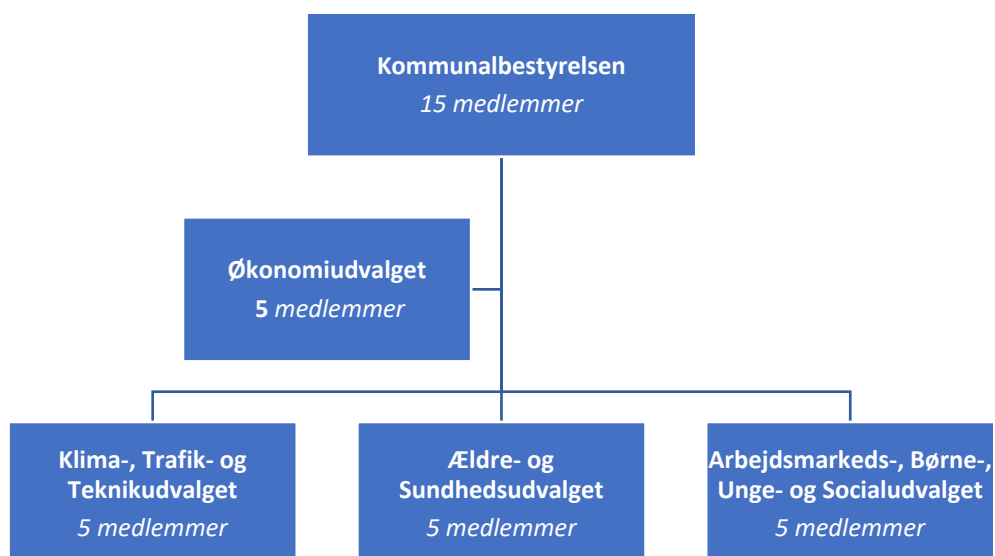 Kommunalbestyrelsen
15 medlemmer
Økonomiudvalget
5 medlemmer
Klima-, Trafik- og
Teknikudvalget
5 medlemmer
Ældre- og
Sundhedsudvalget
5 medlemmer
Arbejdsmarkeds-, Børne-,
Unge- og Socialudvalget
5 medlemmer